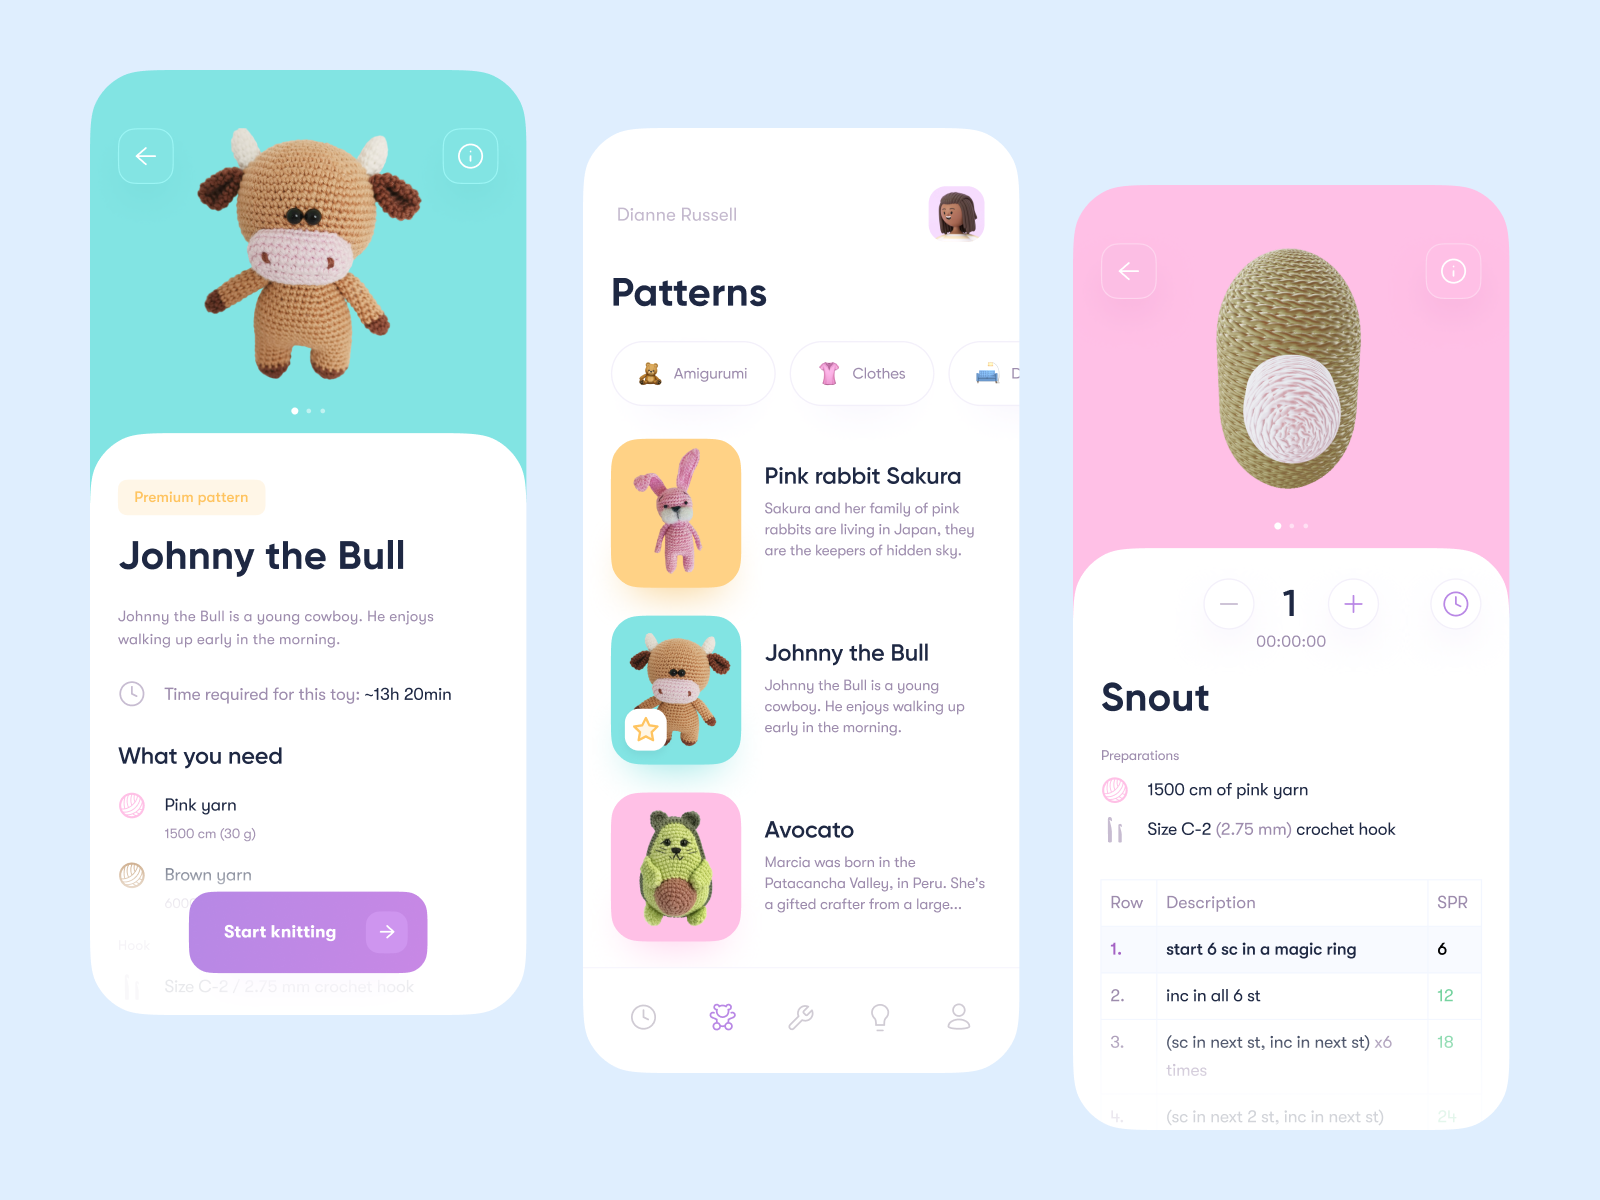 Premium pattern
Johnny the Bull
Johnny the Bull is a young cowboy. He enjoys
walking up early in the morning.
Time required for this toy: ~13h 20min
What you need
Pink yarn
1500 cm (30 g)
Brown yarn
Hook
Size C-2 / 2.75 mm crochet hook
Start knitting
Dianne Russell
Patterns
Amigurumi
Clothes
Pink rabbit Sakura
Sakura and her family of pink
rabbits are living in Japan, they
are the keepers of hidden sky.
Johnny the Bull
Johnny the Bull is a young
cowboy. He enjoys walking up
early in the morning.
Avocato
Marcia was born in the
Patacancha Valley, in Peru. She's
a gifted crafter from a large...
1
00:00:00
Snout
Preparations
1500 cm of pink yarn
Size C-2 (2.75 mm) crochet hook
Row Description SPR
1. start 6 sc in a magic ring 6
2. inc in all 6 st 12
3. (sc in next st, inc in next st) x6 18
times
4. (sc in next 2 st, inc in next st) 24